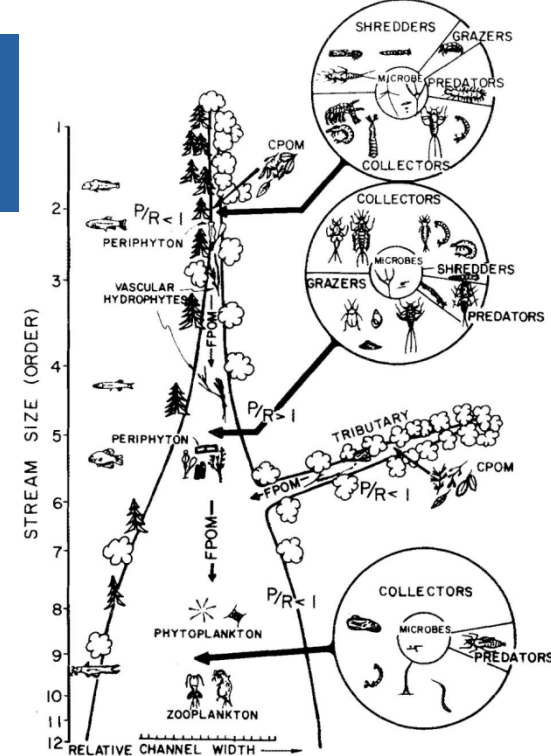 SHREDDERS
GRAZERS
MICROBE
PREDATORS
COLLECTORS
CPOM
1
2
P/R < 1
PERIPHYTON
COLLECTORS
MICROBES
SHREDDERS
GRAZERS
PREDATORS
3
VASCULAR
HYDROPHYTES
FPOM
4
P/R > 1
STREAM SIZE (ORDER)
5
PERIPHYTON
TRIBUTARY
CPOM
FPOM
P/R < 1
6
FPOM
7
P/R < 1
8
PHYTOPLANKTON
COLLECTORS
MICROBES
PREDATORS
9
10
ZOOPLANKTON
11
12
RELATIVE CHANNEL WIDTH